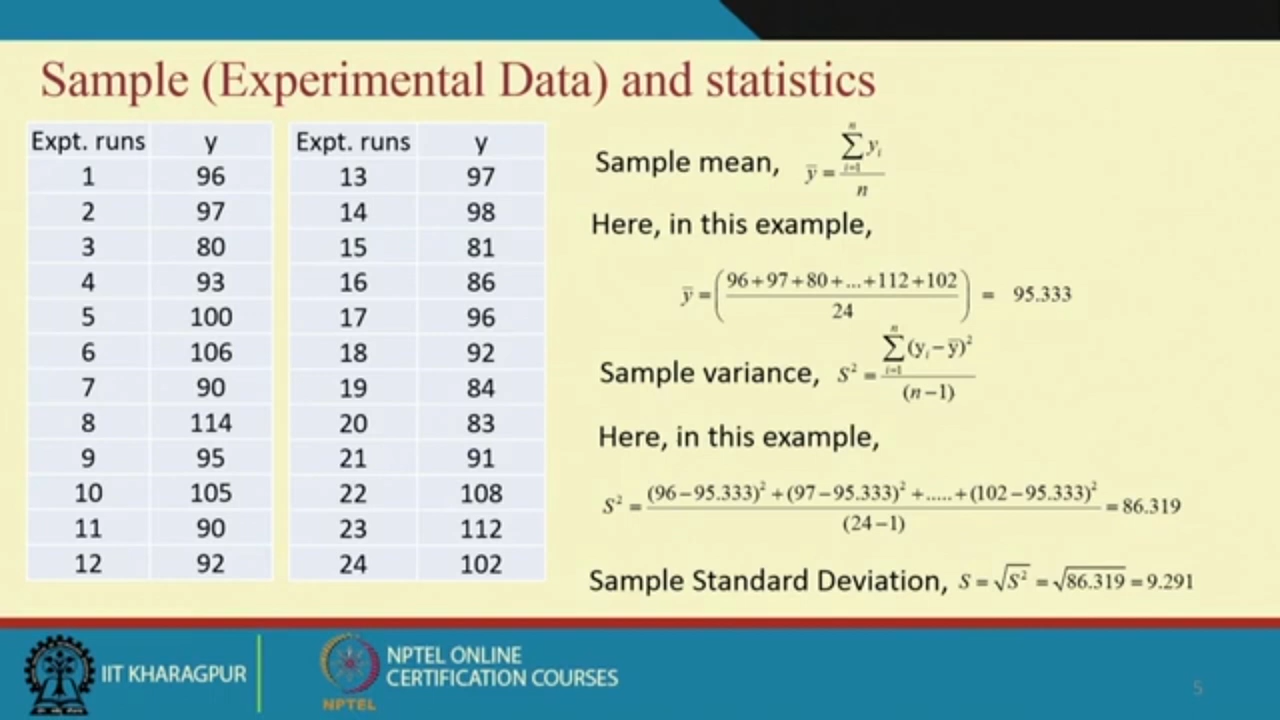 Sample (Experimental Data) and statistics
Expt. runs y
1 96
2 97
3 80
4 93
5 100
6 106
7 90
8 114
9 95
10 105
11 90
12 92
Expt. runs y
13 97
14 98
15 81
16 86
17 96
18 92
19 84
20 83
21 91
22 108
23 112
24 102
Sample mean, ȳ = ∑_{i=1}^{n} y_i / n
Here, in this example,
ȳ = ( (96+97+80+...+112+102) / 24 ) = 95.333
Sample variance, S² = ∑_{i=1}^{n} (y_i − ȳ)² / (n−1)
Here, in this example,
S² = ( (96−95.333)² + (97−95.333)² + ..... + (102−95.333)² ) / (24−1) = 86.319
Sample Standard Deviation, S = √S² = √86.319 = 9.291
IIT KHARAGPUR
NPTEL
NPTEL ONLINE
CERTIFICATION COURSES
5